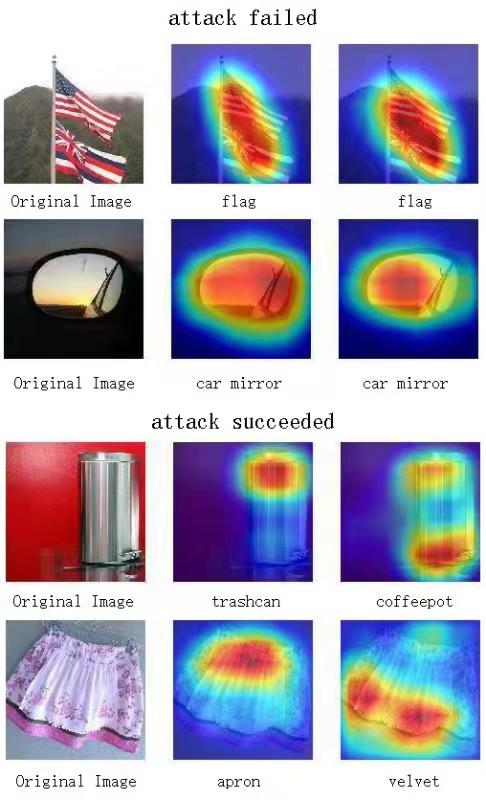 attack failed
Original Image flag flag
Original Image car mirror car mirror
attack succeeded
Original Image trashcan coffeepot
Original Image apron velvet